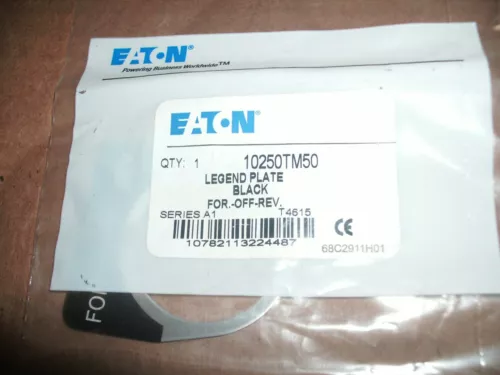 EATON
Powering Business Worldwide™
EATON
QTY: 1 10250TM50
LEGEND PLATE
BLACK
FOR.-OFF-REV.
SERIES A1 T4615
10782113224487
CE
68C2911H01
FO